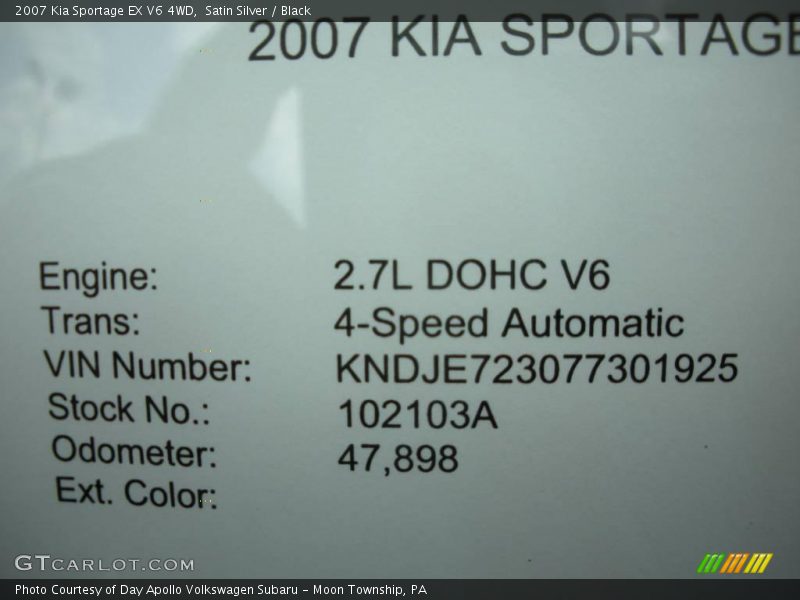 2007 Kia Sportage EX V6 4WD,  Satin Silver / Black
2007 KIA SPORTAGE
Engine: 2.7L DOHC V6
Trans: 4-Speed Automatic
VIN Number: KNDJE723077301925
Stock No.: 102103A
Odometer: 47,898
Ext. Color:
GTCARLOT.COM
Photo Courtesy of Day Apollo Volkswagen Subaru – Moon Township, PA